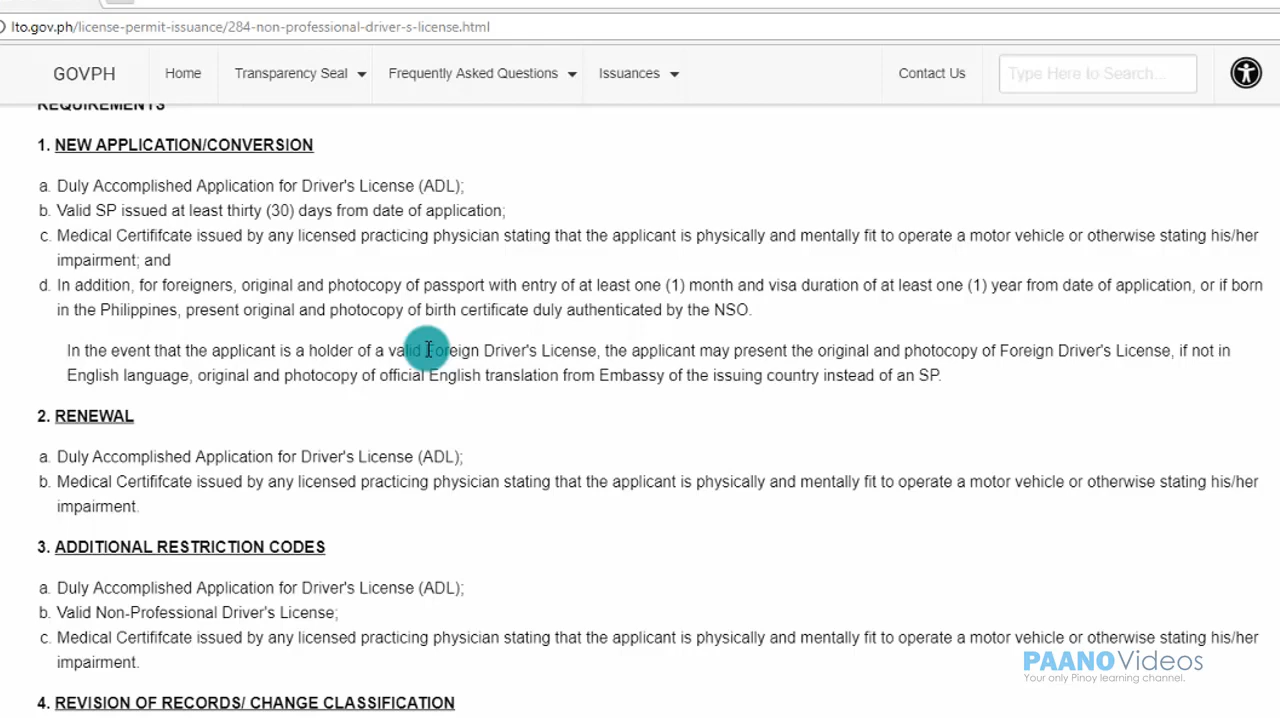 lto.gov.ph/license-permit-issuance/284-non-professional-driver-s-license.html
GOVPH Home Transparency Seal Frequently Asked Questions Issuances Contact Us Type Here to Search...
REQUIREMENTS
1. NEW APPLICATION/CONVERSION
a. Duly Accomplished Application for Driver's License (ADL);
b. Valid SP issued at least thirty (30) days from date of application;
c. Medical Certififcate issued by any licensed practicing physician stating that the applicant is physically and mentally fit to operate a motor vehicle or otherwise stating his/her
impairment; and
d. In addition, for foreigners, original and photocopy of passport with entry of at least one (1) month and visa duration of at least one (1) year from date of application, or if born
in the Philippines, present original and photocopy of birth certificate duly authenticated by the NSO.
In the event that the applicant is a holder of a valid Foreign Driver's License, the applicant may present the original and photocopy of Foreign Driver's License, if not in
English language, original and photocopy of official English translation from Embassy of the issuing country instead of an SP.
2. RENEWAL
a. Duly Accomplished Application for Driver's License (ADL);
b. Medical Certififcate issued by any licensed practicing physician stating that the applicant is physically and mentally fit to operate a motor vehicle or otherwise stating his/her
impairment.
3. ADDITIONAL RESTRICTION CODES
a. Duly Accomplished Application for Driver's License (ADL);
b. Valid Non-Professional Driver's License;
c. Medical Certififcate issued by any licensed practicing physician stating that the applicant is physically and mentally fit to operate a motor vehicle or otherwise stating his/her
impairment.
PAANO Videos
Your only Pinoy learning channel.
4. REVISION OF RECORDS/ CHANGE CLASSIFICATION